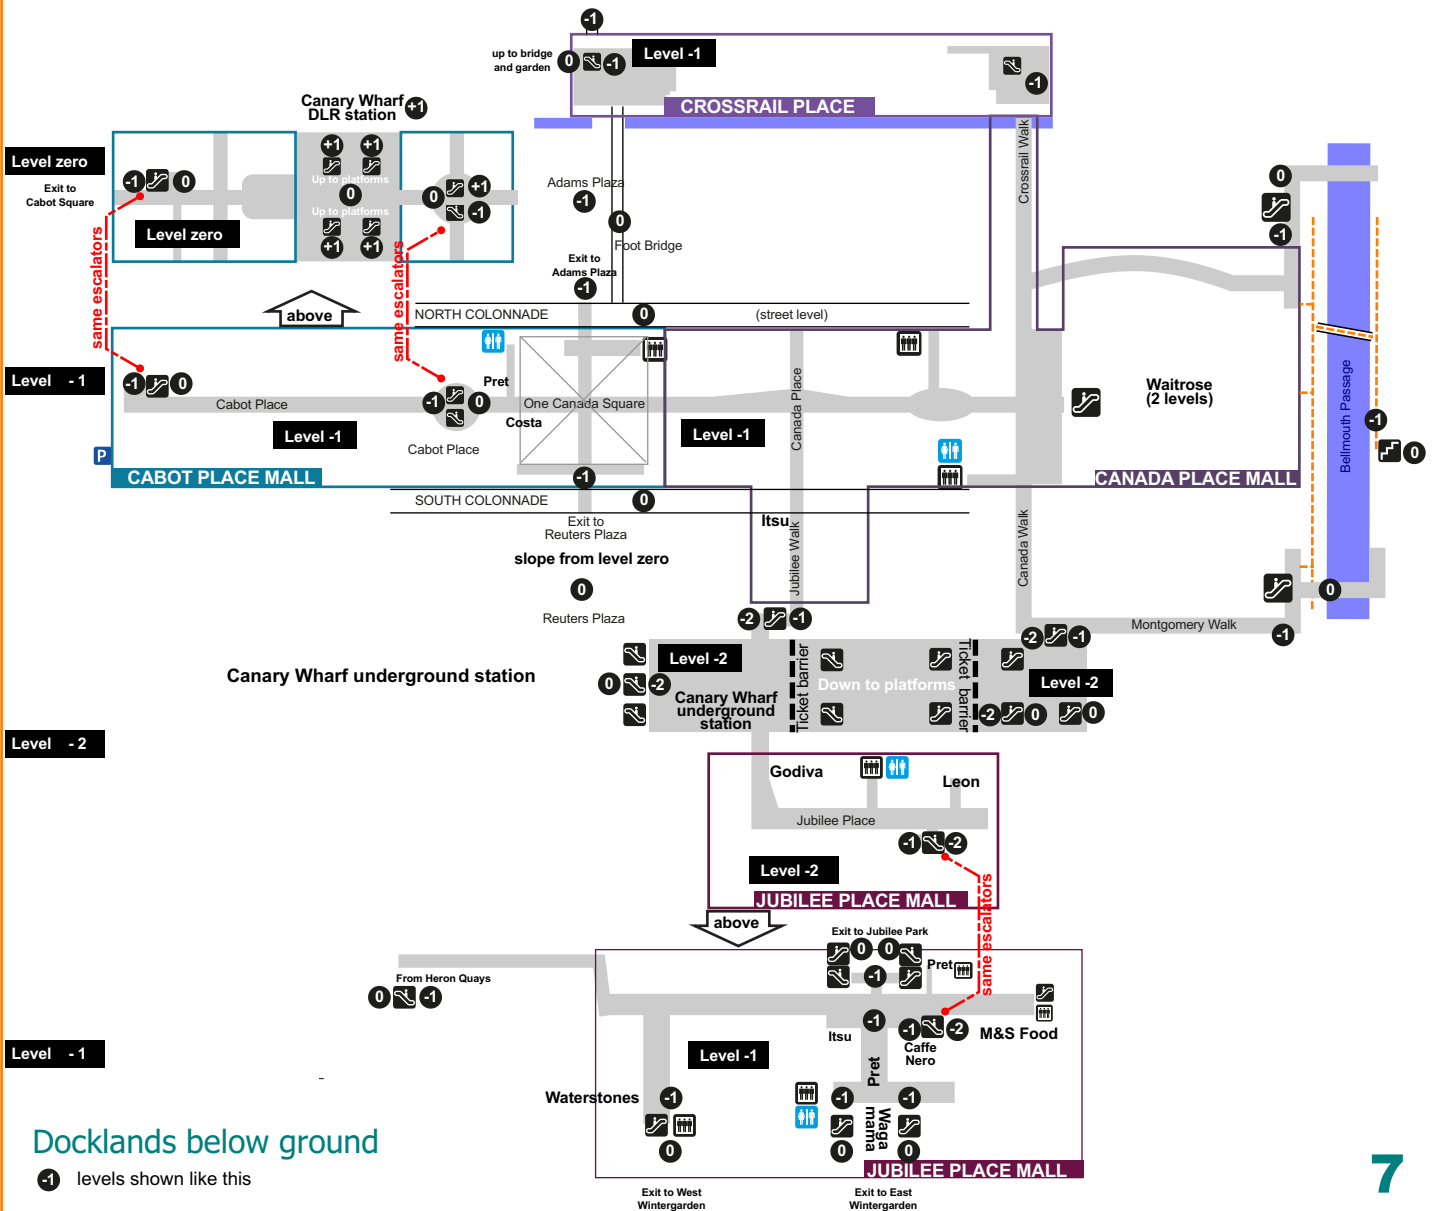 -1
up to bridge
and garden
0
-1
Level -1
-1
CROSSRAIL PLACE
Canary Wharf
DLR station
+1
Level zero
Exit to
Cabot Square
-1
0
Level zero
+1
+1
Up to platforms
0
Up to platforms
+1
+1
0
+1
-1
same escalators
same escalators
above
Adams Plaza
-1
0
Foot Bridge
Exit to
Adams Plaza
-1
Crossrail Walk
0
-1
NORTH COLONNADE
0
(street level)
Level - 1
-1
0
Cabot Place
Level -1
Pret
-1
0
Costa
Cabot Place
One Canada Square
Level -1
Canada Place
Waitrose
(2 levels)
Bellmouth Passage
-1
0
P
CABOT PLACE MALL
-1
CANADA PLACE MALL
SOUTH COLONNADE
0
Exit to
Reuters Plaza
slope from level zero
0
Reuters Plaza
Itsu
Jubilee Walk
Canada Walk
0
-2
-1
Montgomery Walk
-1
-2
-1
Canary Wharf underground station
0
-2
Level -2
Canary Wharf
underground
station
Ticket barrier
Down to platforms
Ticket barrier
Level -2
-2
0
0
Level - 2
Godiva
Leon
Jubilee Place
-1
-2
Level -2
JUBILEE PLACE MALL
above
same escalators
Exit to Jubilee Park
0
0
-1
Pret
From Heron Quays
0
-1
Level - 1
Level -1
Itsu
-1
-1
-2
Caffe
Nero
M&S Food
Pret
Waterstones
-1
0
-1
-1
Waga
mama
0
0
JUBILEE PLACE MALL
Exit to West
Wintergarden
Exit to East
Wintergarden
Docklands below ground
-1 levels shown like this
7